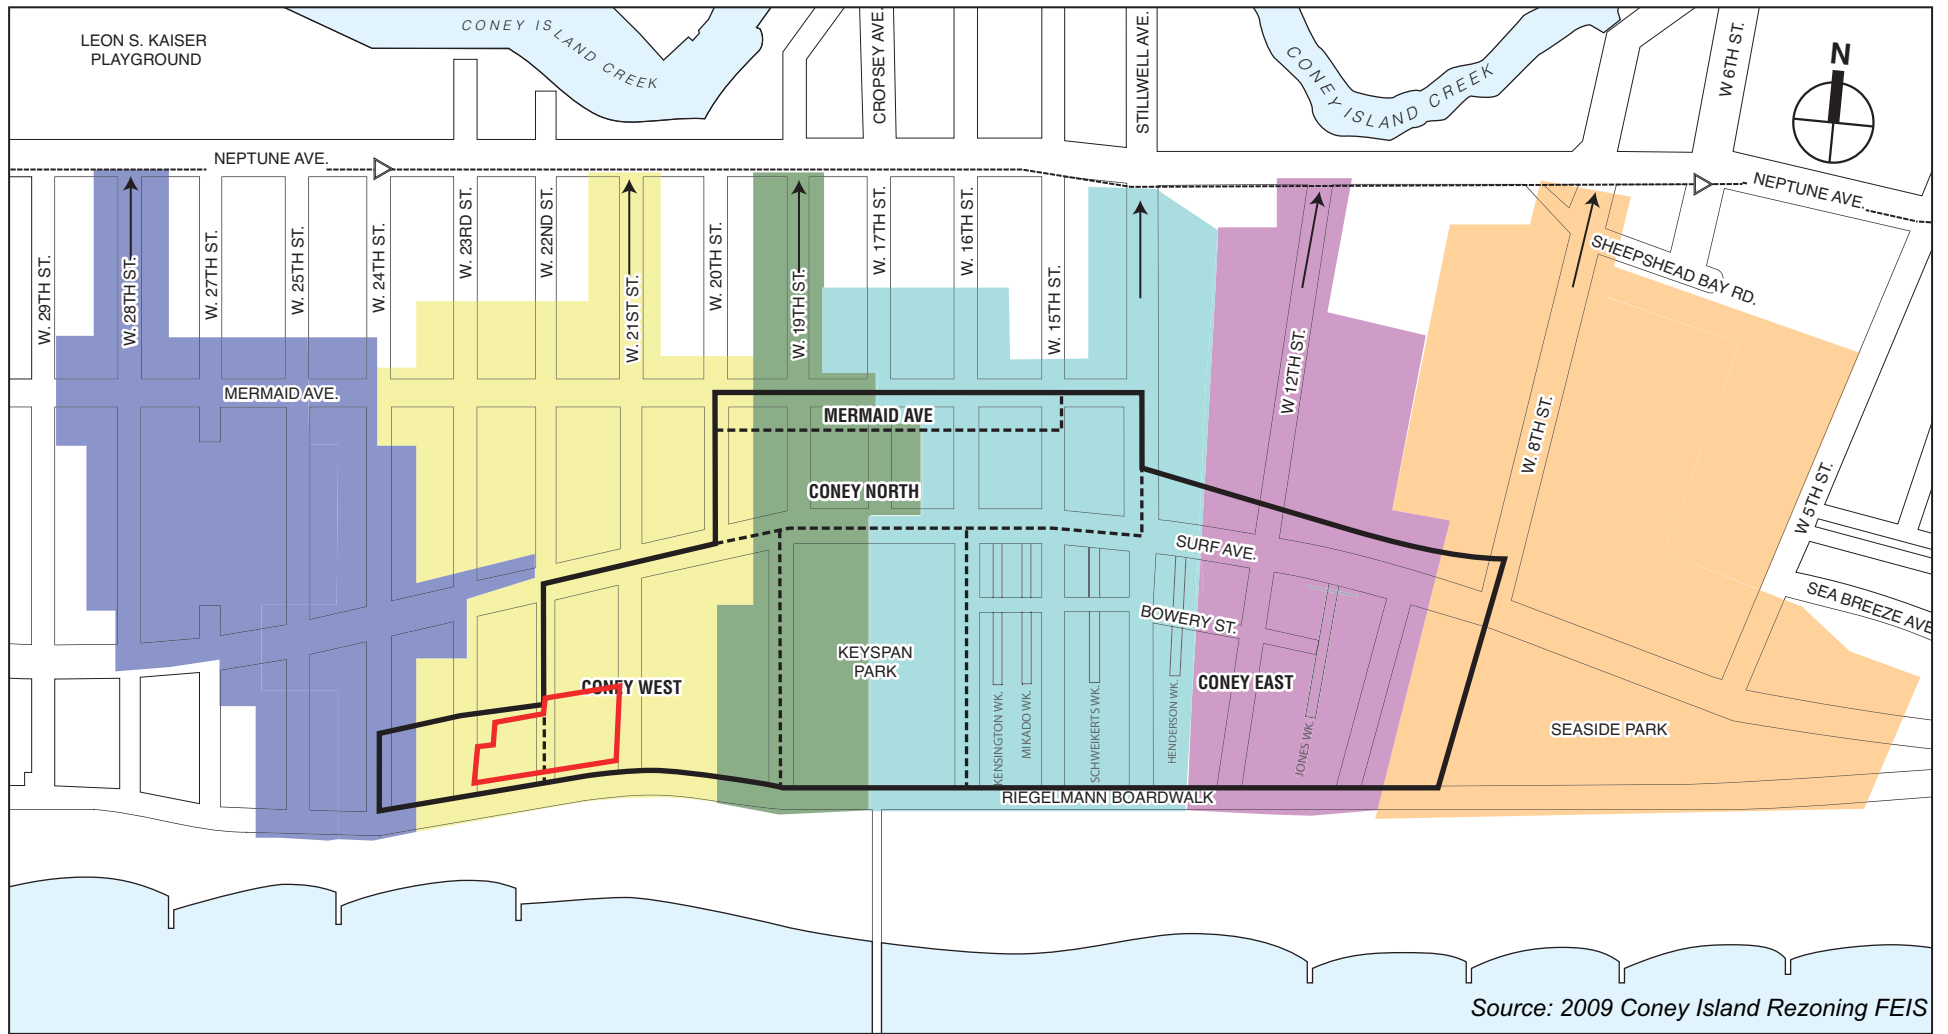 LEON S. KAISER
PLAYGROUND
CONEY ISLAND CREEK
CROPSEY AVE.
STILLWELL AVE.
CONEY ISLAND CREEK
W 6TH ST.
N
NEPTUNE AVE.
NEPTUNE AVE.
W. 29TH ST.
W. 28TH ST.
W. 27TH ST.
W. 25TH ST.
W. 24TH ST.
W. 23RD ST.
W. 22ND ST.
W. 21ST ST.
W. 20TH ST.
W. 19TH ST.
W. 17TH ST.
W. 16TH ST.
W. 15TH ST.
W 12TH ST.
W. 8TH ST.
SHEEPSHEAD BAY RD.
W 5TH ST.
MERMAID AVE.
MERMAID AVE
CONEY NORTH
SURF AVE.
SEA BREEZE AVE
BOWERY ST.
KEYSPAN
PARK
CONEY WEST
CONEY EAST
KENSINGTON WK.
MIKADO WK.
SCHWEIKERTS WK.
HENDERSON WK.
JONES WK.
SEASIDE PARK
RIEGELMANN BOARDWALK
Source: 2009 Coney Island Rezoning FEIS